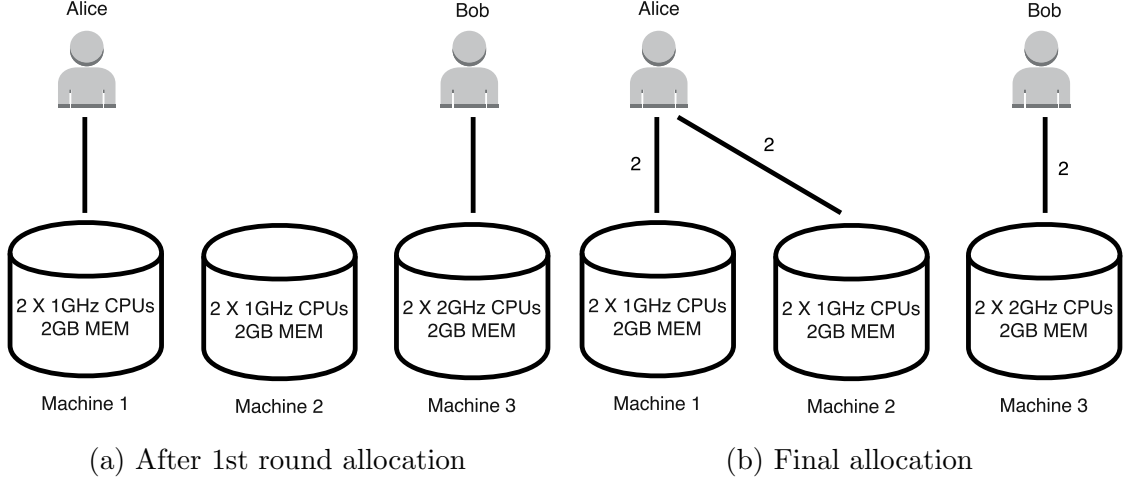 Alice
Bob
2 X 1GHz CPUs
2GB MEM
2 X 1GHz CPUs
2GB MEM
2 X 2GHz CPUs
2GB MEM
Machine 1
Machine 2
Machine 3
(a) After 1st round allocation
Alice
Bob
2
2
2
2 X 1GHz CPUs
2GB MEM
2 X 1GHz CPUs
2GB MEM
2 X 2GHz CPUs
2GB MEM
Machine 1
Machine 2
Machine 3
(b) Final allocation